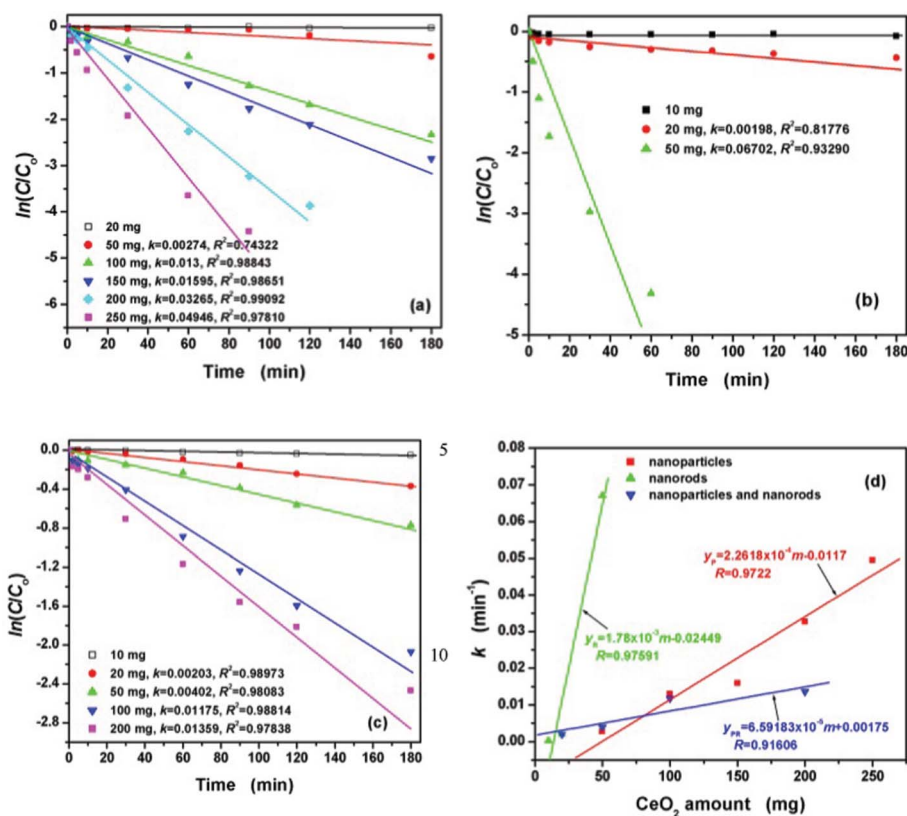 0
-1
-2
-3
-4
-5
-6
ln(C/Co)
20 mg
50 mg, k=0.00274, R²=0.74322
100 mg, k=0.013, R²=0.98843
150 mg, k=0.01595, R²=0.98651
200 mg, k=0.03265, R²=0.99092
250 mg, k=0.04946, R²=0.97810
(a)
0 20 40 60 80 100 120 140 160 180
Time (min)
0
-1
-2
-3
-4
-5
ln(C/Co)
10 mg
20 mg, k=0.00198, R²=0.81776
50 mg, k=0.06702, R²=0.93290
(b)
0 20 40 60 80 100 120 140 160 180
Time (min)
0.0
-0.4
-0.8
-1.2
-1.6
-2.0
-2.4
-2.8
ln(C/Co)
10 mg
20 mg, k=0.00203, R²=0.98973
50 mg, k=0.00402, R²=0.98083
100 mg, k=0.01175, R²=0.98814
200 mg, k=0.01359, R²=0.97838
(c)
0 20 40 60 80 100 120 140 160 180
Time (min)
5
10
0.08
0.07
0.06
0.05
0.04
0.03
0.02
0.01
0.00
k (min⁻¹)
nanoparticles
nanorods
nanoparticles and nanorods
(d)
yP=2.2618x10⁻⁴m-0.0117
R=0.9722
yR=1.78x10⁻³m-0.02449
R=0.97591
yPR=6.59183x10⁻⁵m+0.00175
R=0.91606
0 50 100 150 200 250
CeO₂ amount (mg)